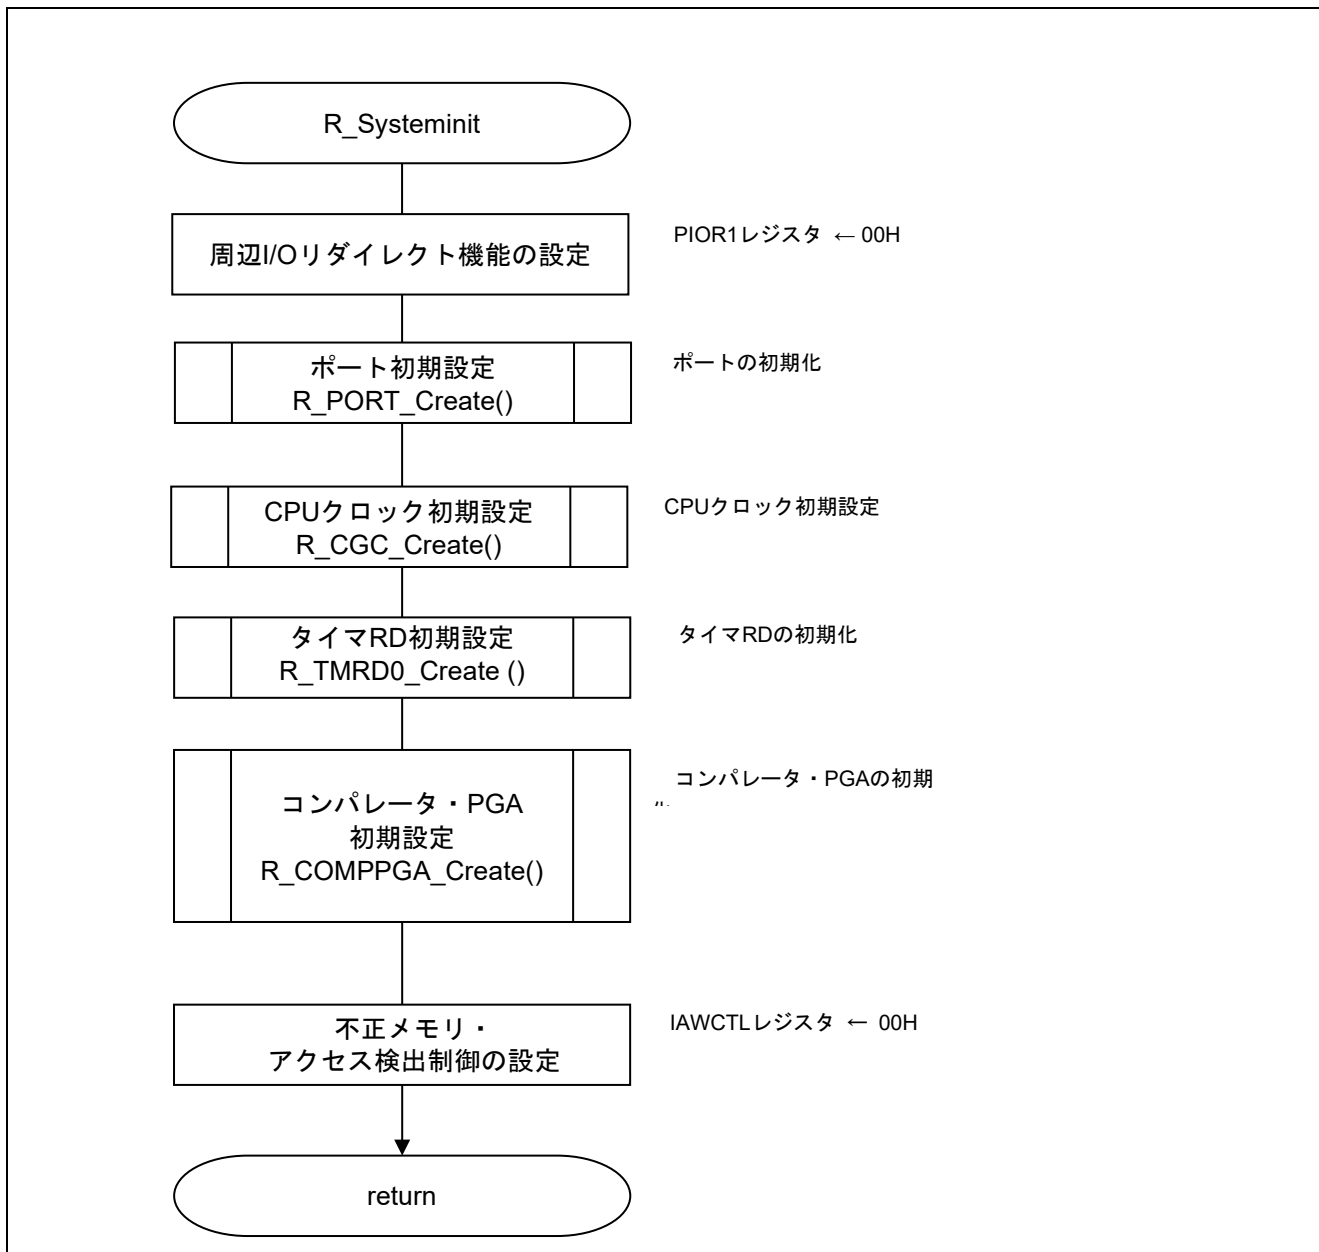 R_Systeminit
周辺I/Oリダイレクト機能の設定
PIOR1レジスタ ← 00H
ポート初期設定
R_PORT_Create()
ポートの初期化
CPUクロック初期設定
R_CGC_Create()
CPUクロック初期設定
タイマRD初期設定
R_TMRD0_Create ()
タイマRDの初期化
コンパレータ・PGA
初期設定
R_COMPPGA_Create()
コンパレータ・PGAの初期
不正メモリ・
アクセス検出制御の設定
IAWCTLレジスタ ← 00H
return